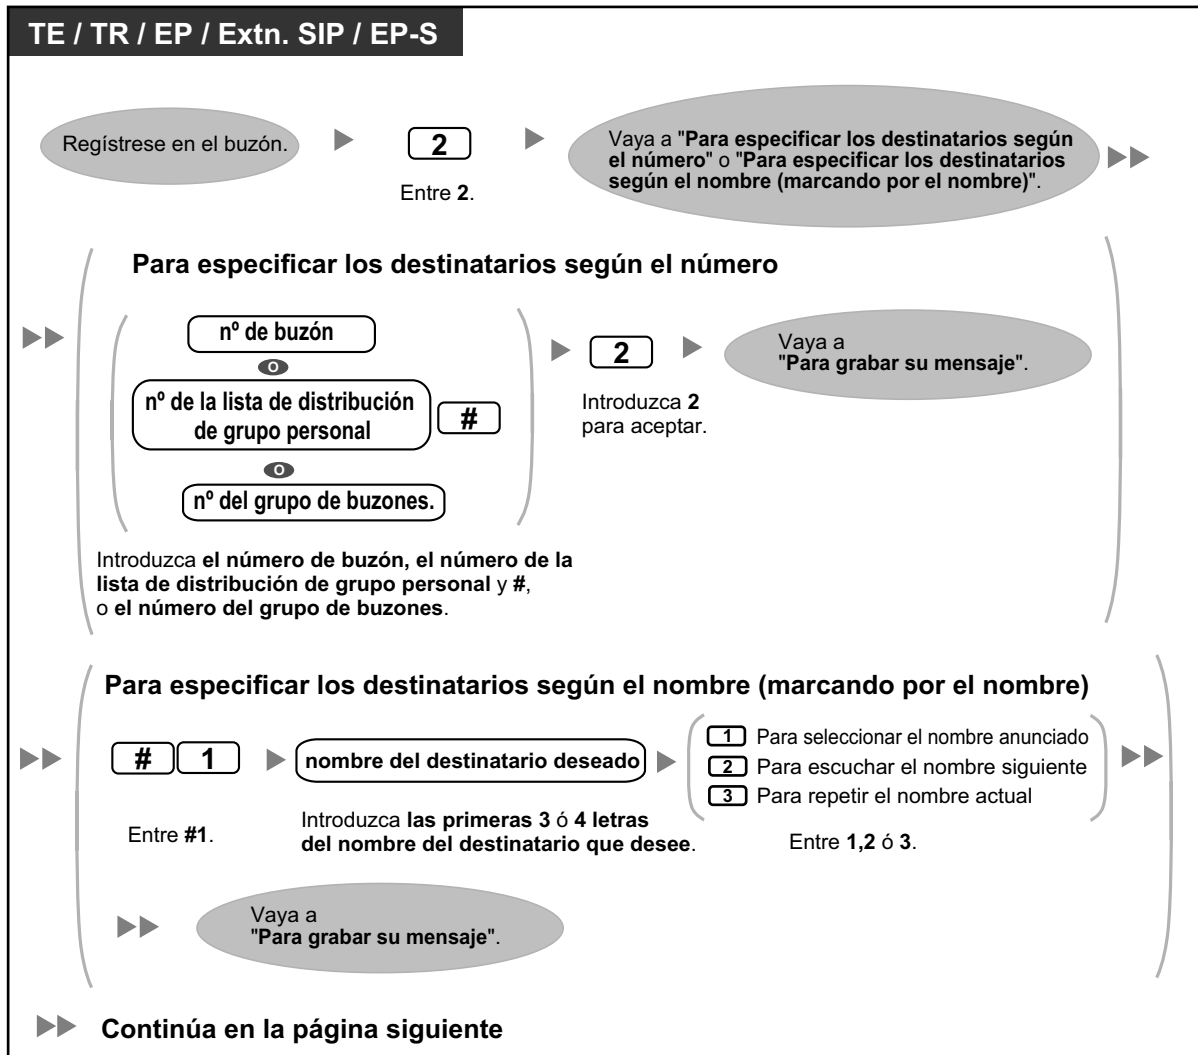 TE / TR / EP / Extn. SIP / EP-S
Regístrese en el buzón.
2
Entre 2.
Vaya a "Para especificar los destinatarios según
el número" o "Para especificar los destinatarios
según el nombre (marcando por el nombre)".
Para especificar los destinatarios según el número
nº de buzón
O
nº de la lista de distribución
de grupo personal
#
O
nº del grupo de buzones.
Introduzca el número de buzón, el número de la
lista de distribución de grupo personal y #,
o el número del grupo de buzones.
2
Introduzca 2
para aceptar.
Vaya a
"Para grabar su mensaje".
Para especificar los destinatarios según el nombre (marcando por el nombre)
# 1
Entre #1.
nombre del destinatario deseado
Introduzca las primeras 3 ó 4 letras
del nombre del destinatario que desee.
1 Para seleccionar el nombre anunciado
2 Para escuchar el nombre siguiente
3 Para repetir el nombre actual
Entre 1,2 ó 3.
Vaya a
"Para grabar su mensaje".
Continúa en la página siguiente